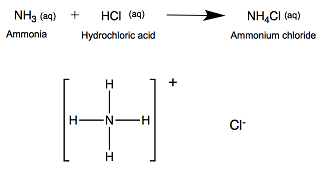 NH₃ (aq) + HCl (aq) NH₄Cl (aq)
Ammonia Hydrochloric acid Ammonium chloride
H +
H N H Cl⁻
H